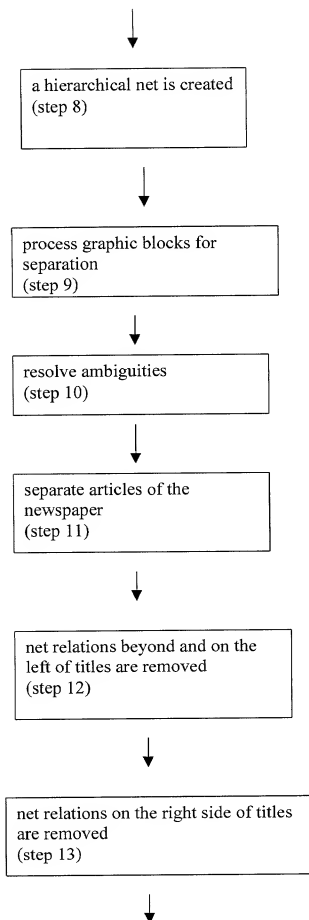 a hierarchical net is created
(step 8)
process graphic blocks for
separation
(step 9)
resolve ambiguities
(step 10)
separate articles of the
newspaper
(step 11)
net relations beyond and on the
left of titles are removed
(step 12)
net relations on the right side of titles
are removed
(step 13)